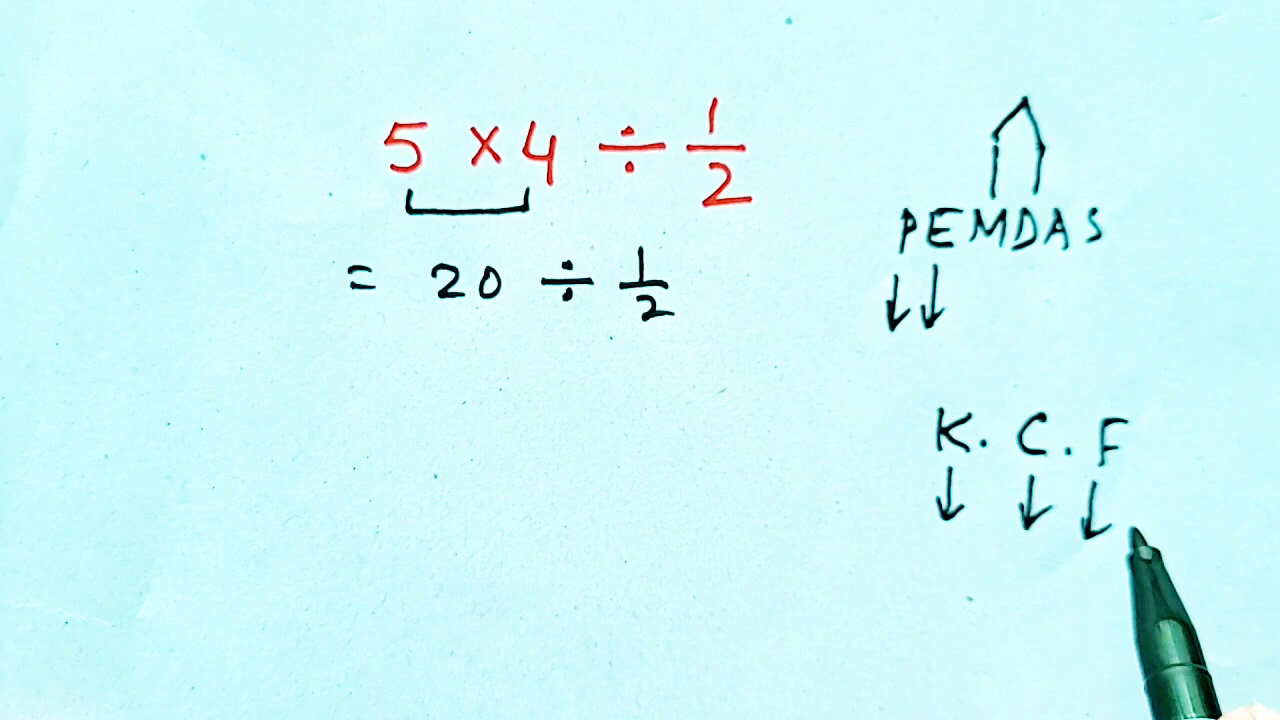 5 × 4 ÷ 1/2
= 20 ÷ 1/2
PEMDAS
K. C. F